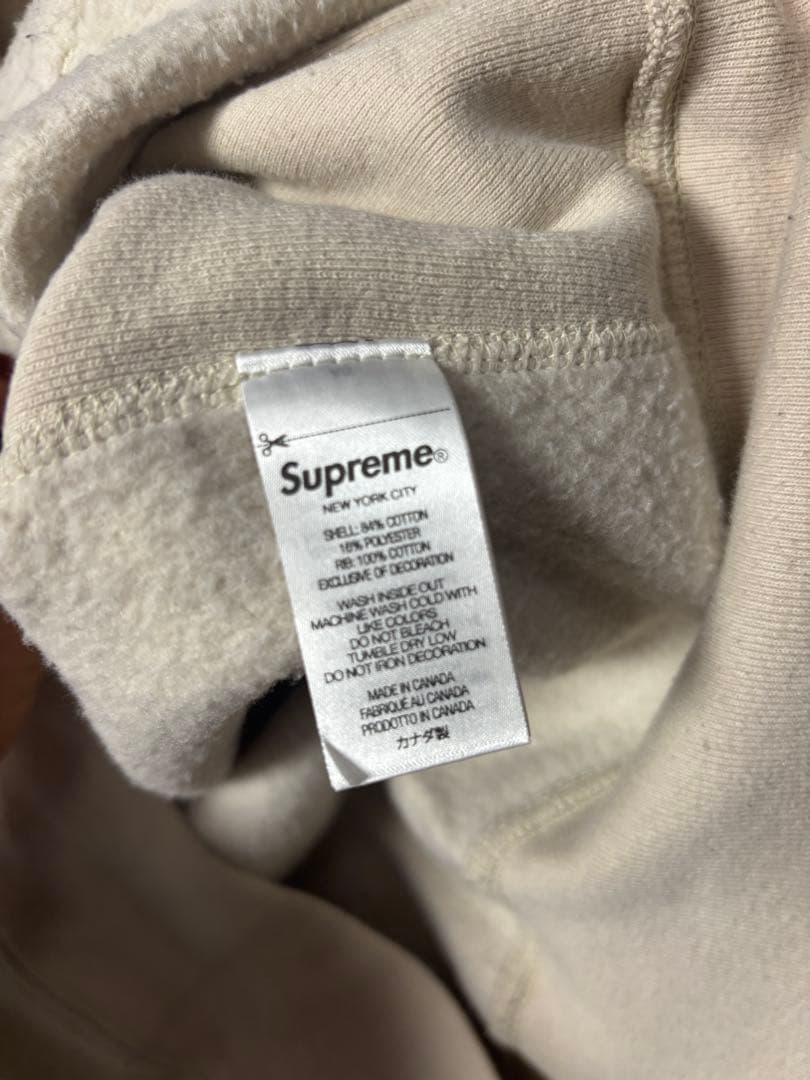 Supreme®
NEW YORK CITY
SHELL: 84% COTTON
16% POLYESTER
RIB: 100% COTTON
EXCLUSIVE OF DECORATION
WASH INSIDE OUT
MACHINE WASH COLD WITH
LIKE COLORS
DO NOT BLEACH
TUMBLE DRY LOW
DO NOT IRON DECORATION
MADE IN CANADA
FABRIQUÉ AU CANADA
PRODOTTO IN CANADA
カナダ製